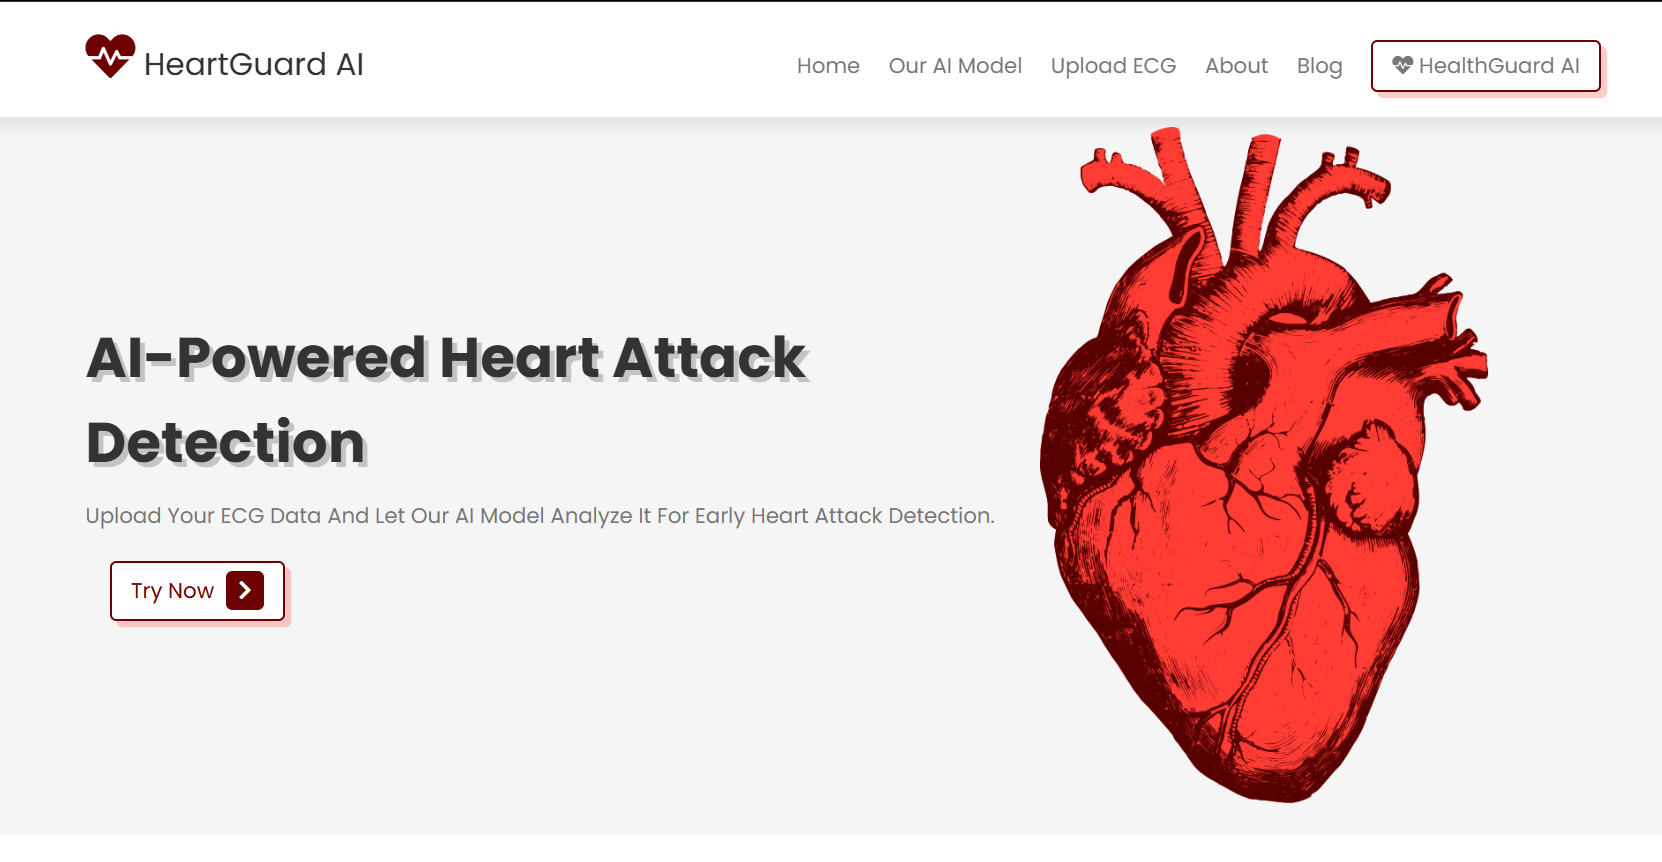 HeartGuard AI
Home Our AI Model Upload ECG About Blog HealthGuard AI
AI-Powered Heart Attack
Detection
Upload Your ECG Data And Let Our AI Model Analyze It For Early Heart Attack Detection.
Try Now